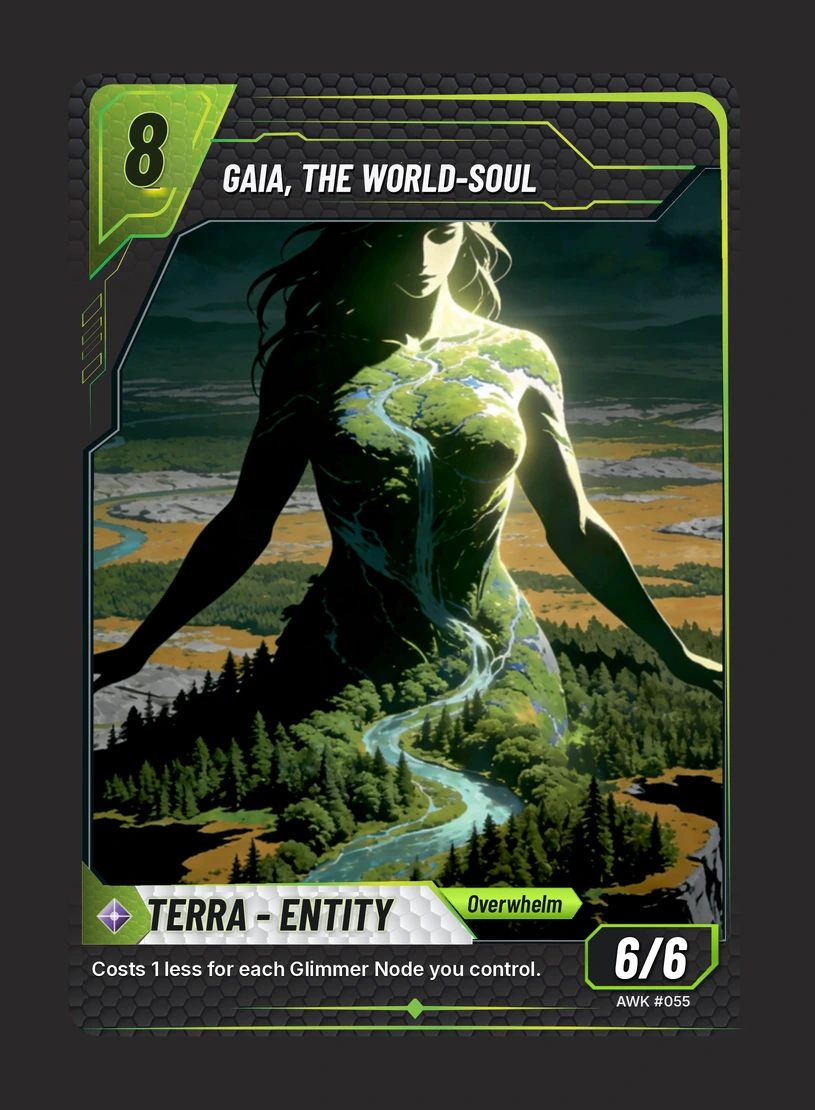 8
GAIA, THE WORLD-SOUL
TERRA - ENTITY
Overwhelm
Costs 1 less for each Glimmer Node you control.
6/6
AWK #055